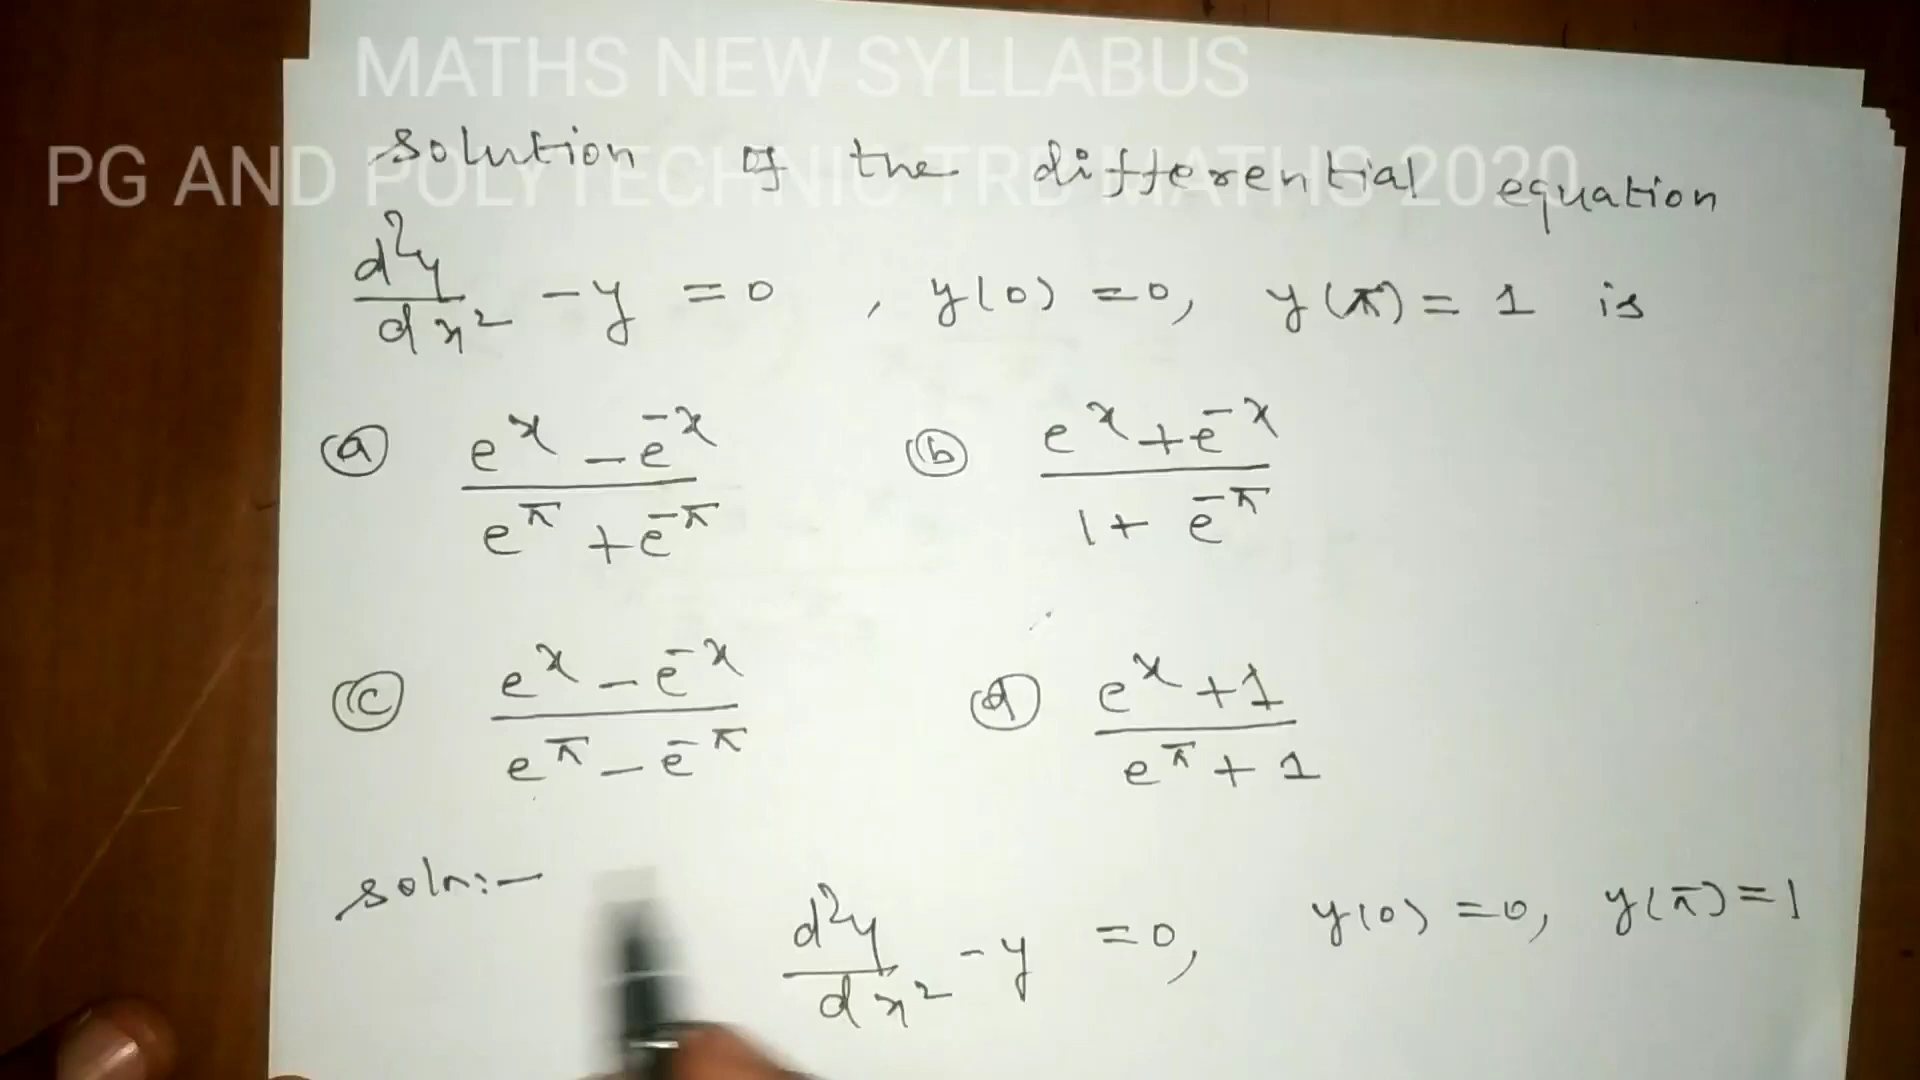 MATHS NEW SYLLABUS
PG AND POLYTECHNIC TRB MATHS 2020
solution of the differential equation
d²y/dx² - y = 0 , y(0) = 0, y(π) = 1 is
(a) (e^x - e^-x)/(e^π + e^-π) (b) (e^x + e^-x)/(1 + e^-π)
(c) (e^x - e^-x)/(e^π - e^-π) (d) (e^x + 1)/(e^π + 1)
soln:- d²y/dx² - y = 0, y(0) = 0, y(π) = 1